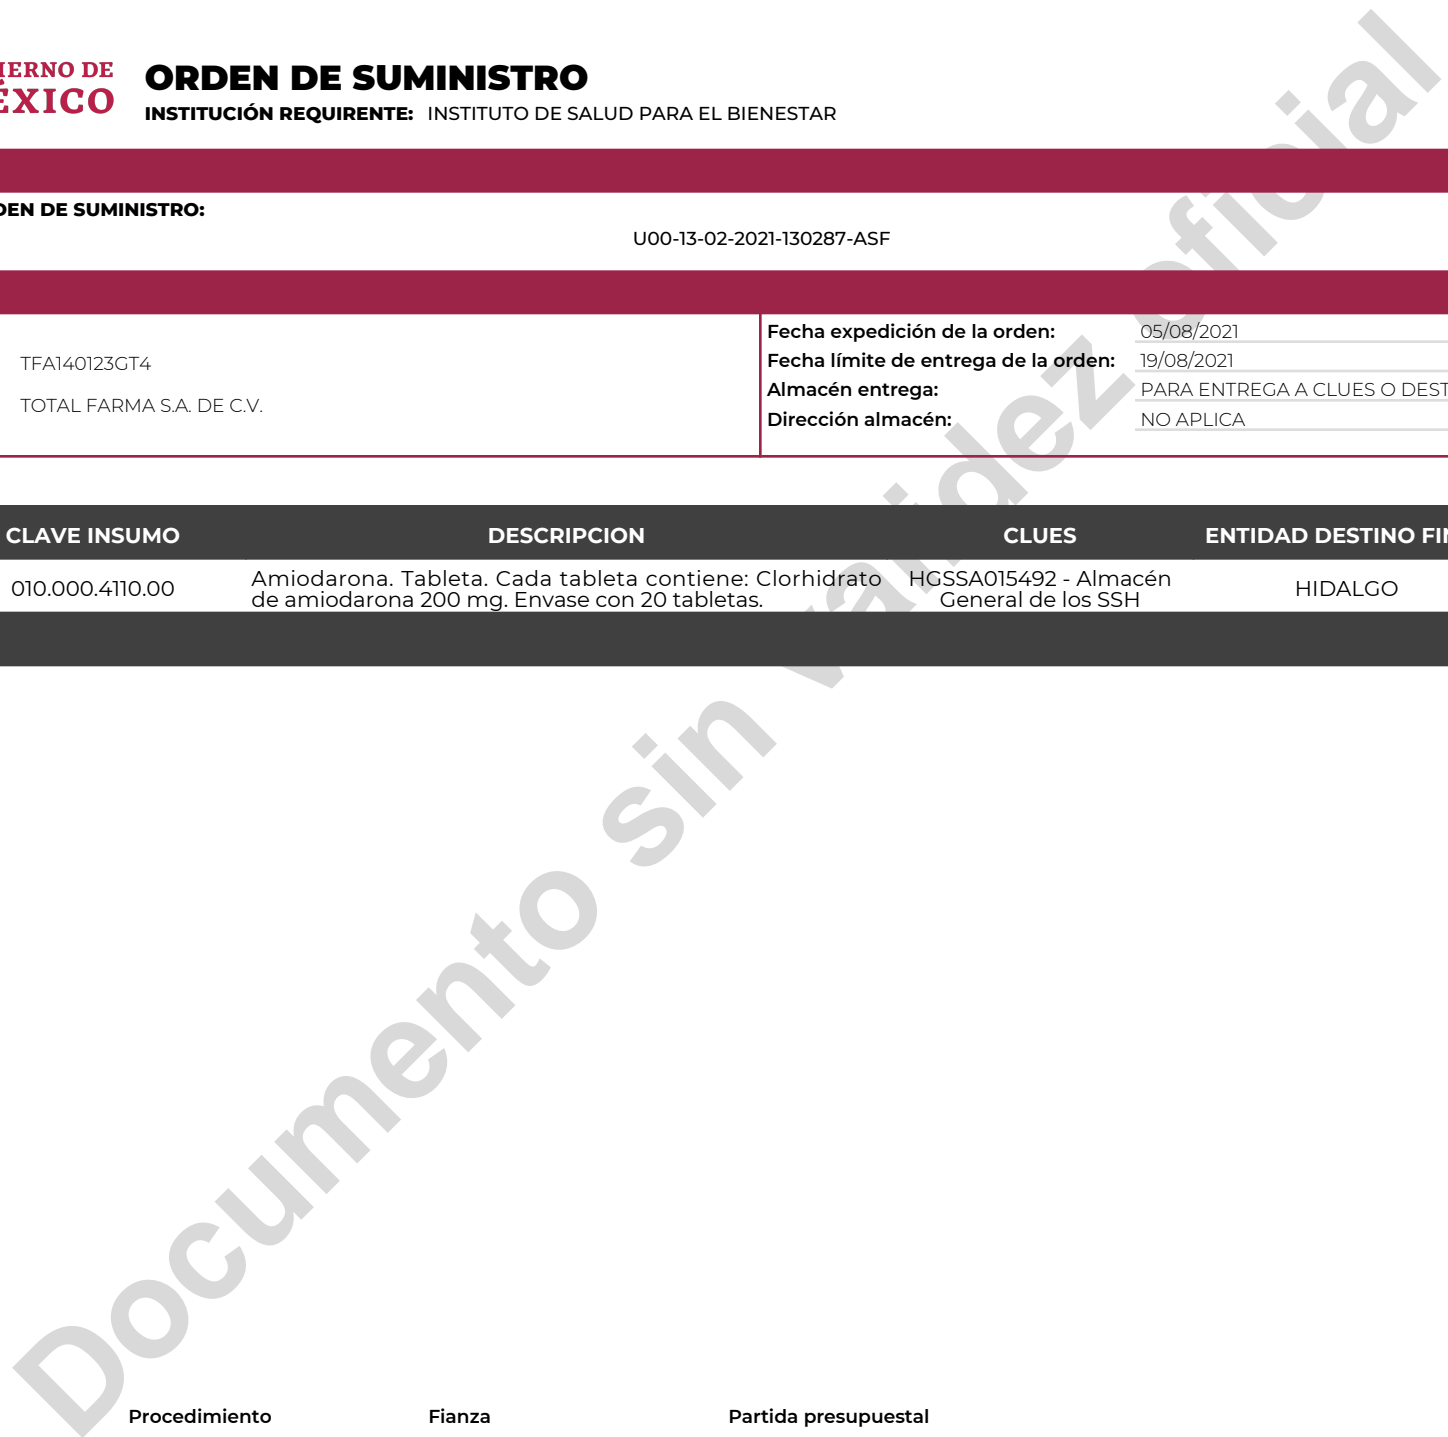 IERNO DE
ÉXICO
ORDEN DE SUMINISTRO
INSTITUCIÓN REQUIRENTE: INSTITUTO DE SALUD PARA EL BIENESTAR
DEN DE SUMINISTRO:
U00-13-02-2021-130287-ASF
TFA140123GT4
TOTAL FARMA S.A. DE C.V.
Fecha expedición de la orden: 05/08/2021
Fecha límite de entrega de la orden: 19/08/2021
Almacén entrega: PARA ENTREGA A CLUES O DEST
Dirección almacén: NO APLICA
CLAVE INSUMO DESCRIPCION CLUES ENTIDAD DESTINO FIN
010.000.4110.00 Amiodarona. Tableta. Cada tableta contiene: Clorhidrato HGSSA015492 - Almacén HIDALGO
de amiodarona 200 mg. Envase con 20 tabletas. General de los SSH
Documento sin validez oficial
Procedimiento Fianza Partida presupuestal